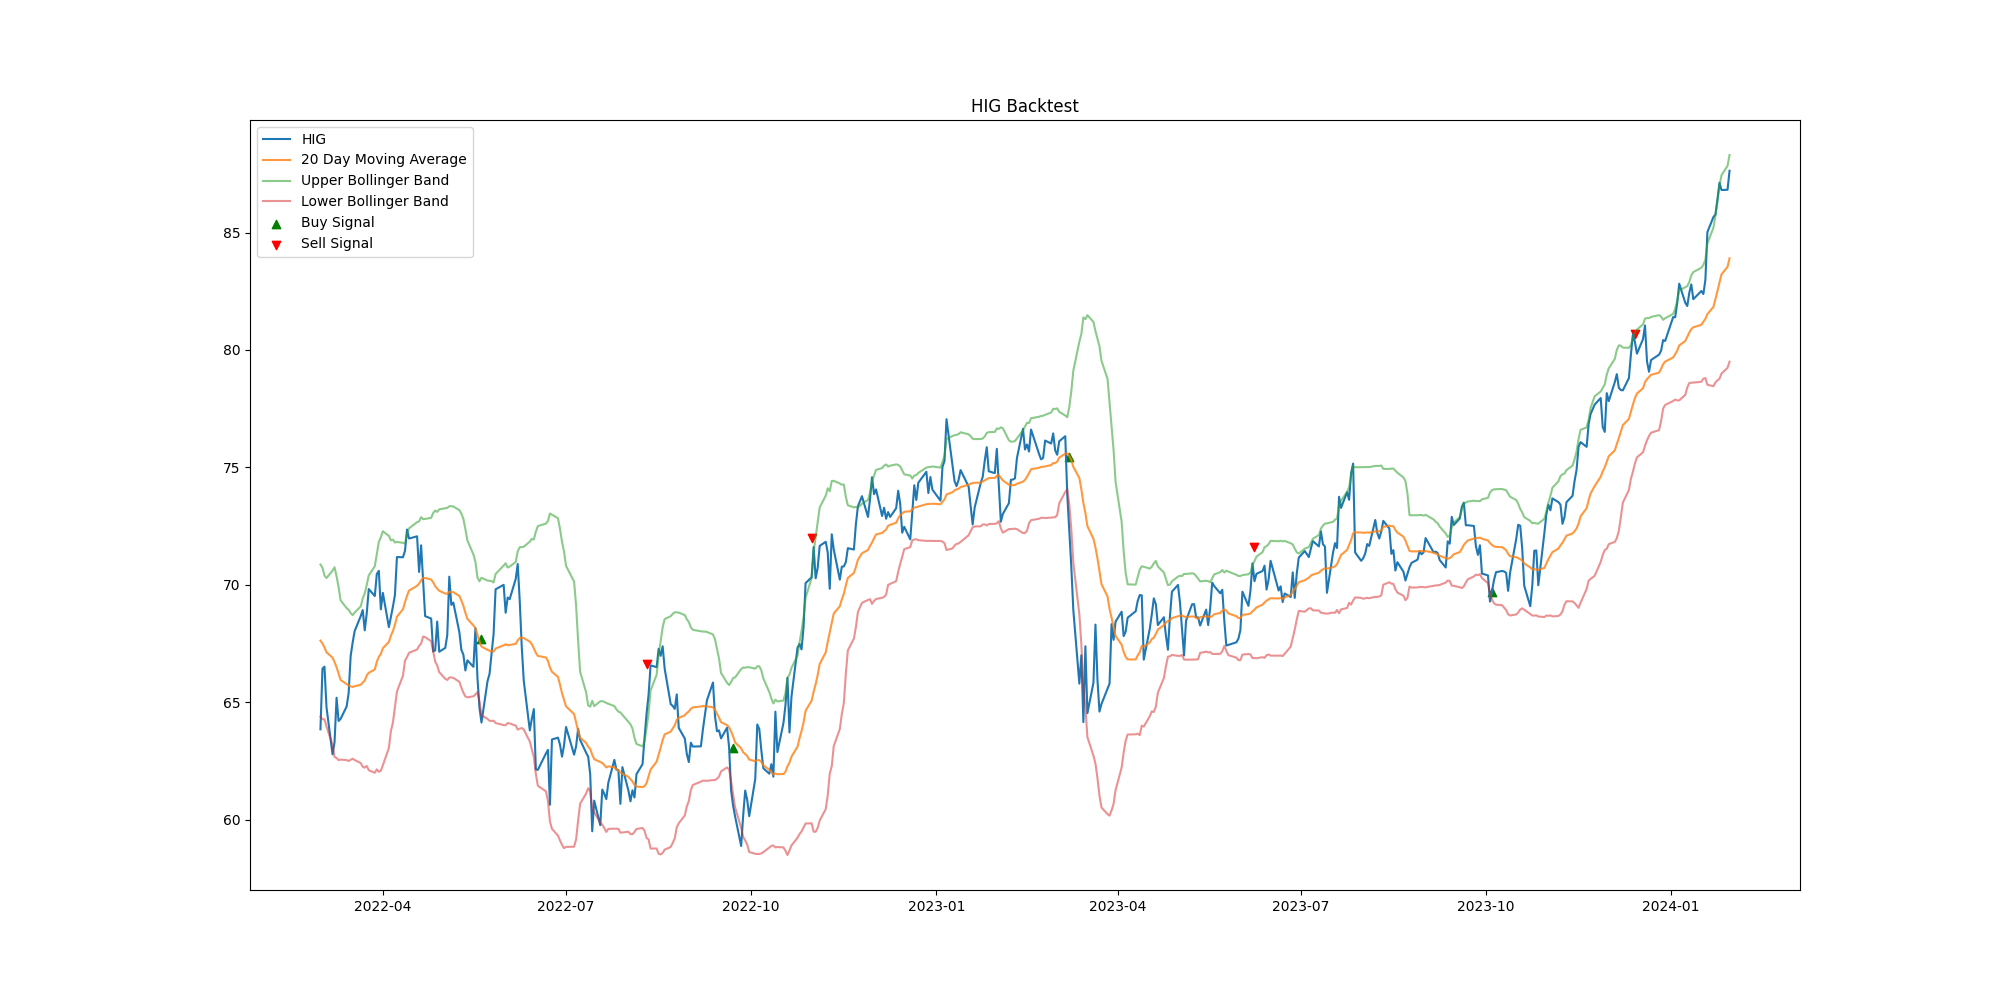 HIG Backtest
HIG
20 Day Moving Average
Upper Bollinger Band
Lower Bollinger Band
Buy Signal
Sell Signal
85
80
75
70
65
60
2022-04
2022-07
2022-10
2023-01
2023-04
2023-07
2023-10
2024-01